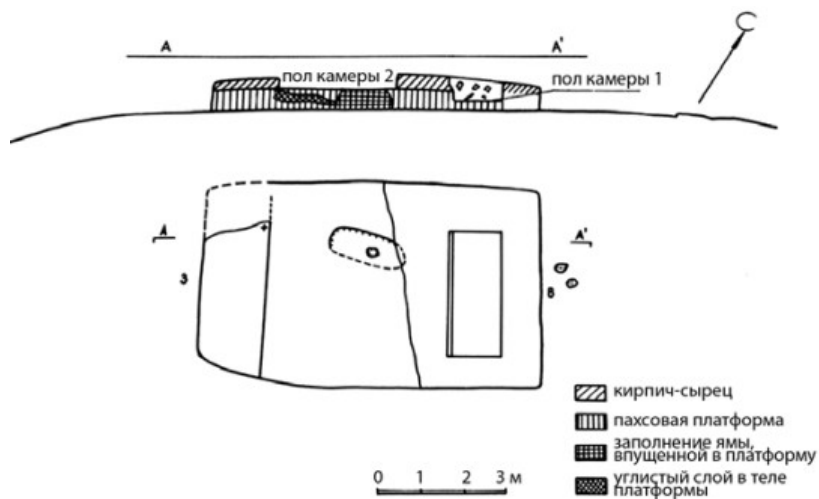 С
А А'
пол камеры 2 пол камеры 1
А А'
З В
кирпич-сырец
пахсовая платформа
заполнение ямы,
впущенной в платформу
углистый слой в теле
платформы
0 1 2 3 м